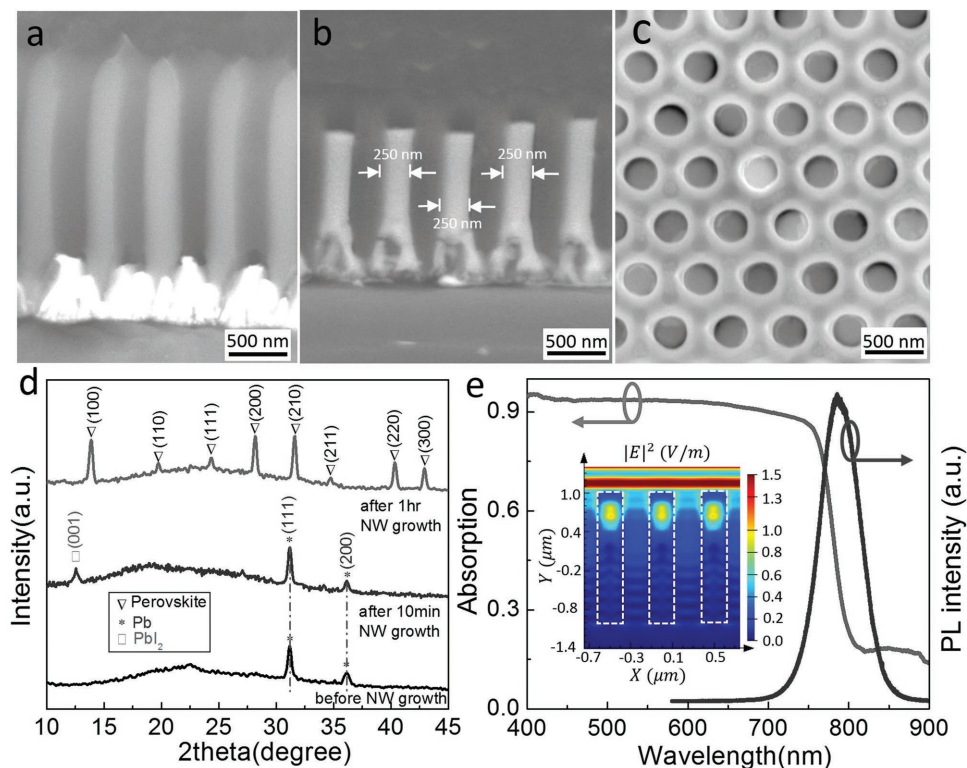 a
500 nm
b
250 nm
250 nm
250 nm
500 nm
c
500 nm
d
Intensity(a.u.)
▽(100)
▽(110)
▽(111)
▽(200)
▽(210)
▽(211)
▽(220)
▽(300)
after 1hr
NW growth
□(001)
*(111)
*(200)
▽ Perovskite
* Pb
□ PbI₂
after 10min
NW growth
*
*
before NW growth
10 15 20 25 30 35 40 45
2theta(degree)
e
Absorption
0.9
0.6
0.3
0.0
|E|² (V/m)
Y (μm)
1.0
0.4
-0.2
-0.8
-1.4
-0.7 -0.3 0.1 0.5
X (μm)
1.5
1.4
1.2
1.0
0.8
0.6
0.4
0.2
0.0
PL intensity (a.u.)
400 500 600 700 800 900
Wavelength(nm)